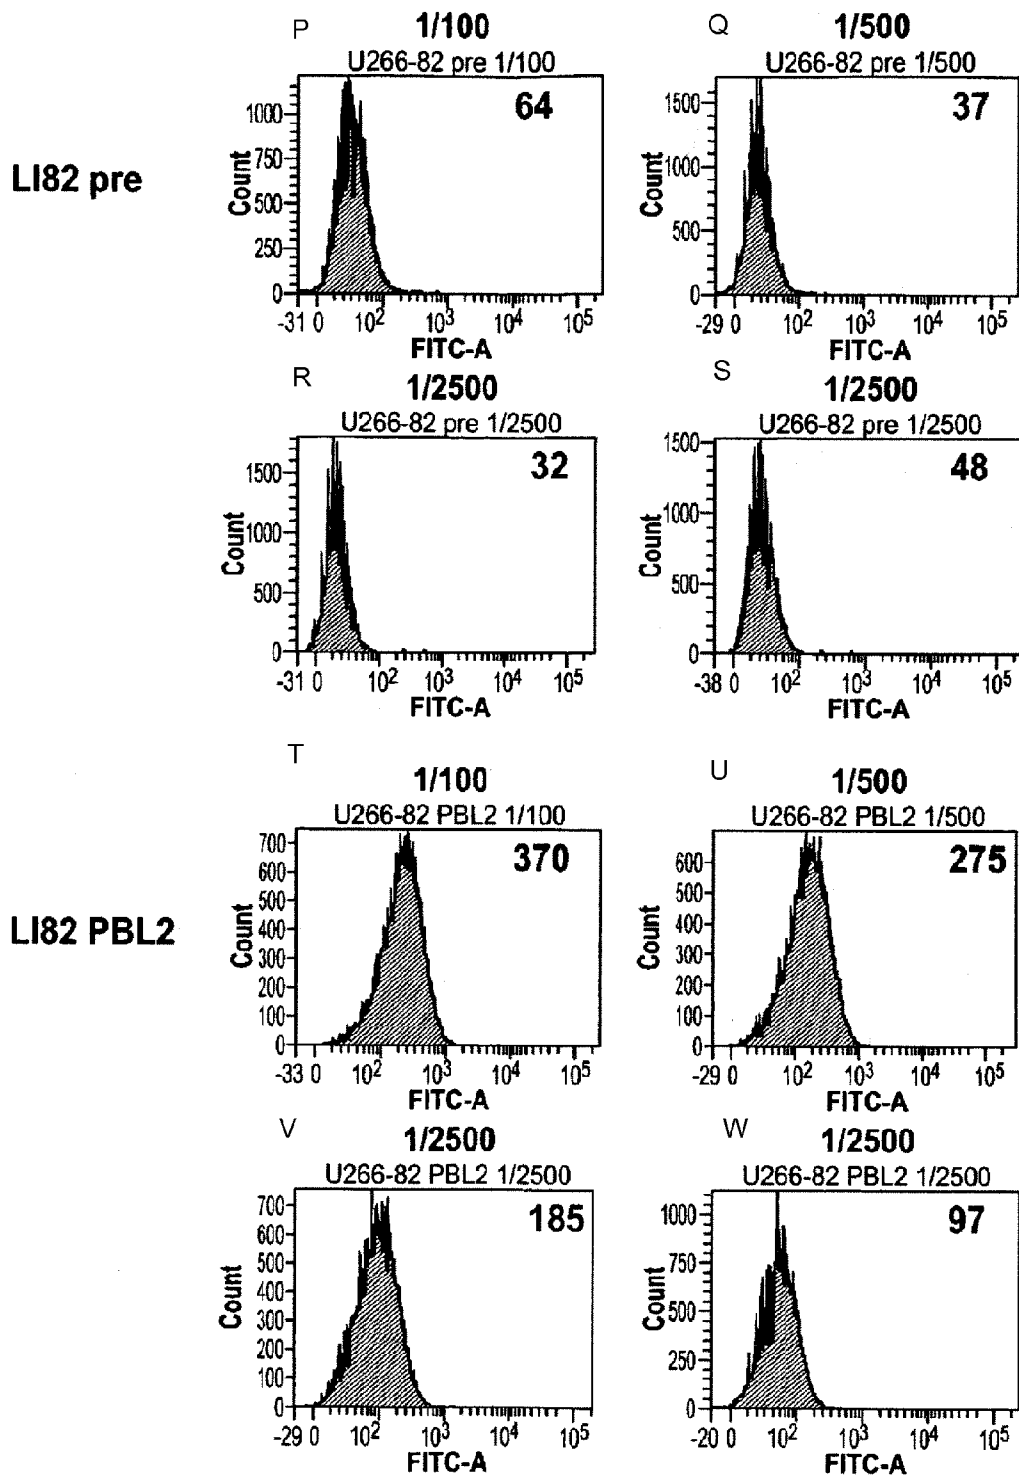 P
1/100
U266-82 pre 1/100
64
1000
750
500
250
0
Count
-31 0 10² 10³ 10⁴ 10⁵
FITC-A
Q
1/500
U266-82 pre 1/500
37
1500
1000
500
0
Count
-29 0 10² 10³ 10⁴ 10⁵
FITC-A
LI82 pre
R
1/2500
U266-82 pre 1/2500
32
1500
1000
500
0
Count
-31 0 10² 10³ 10⁴ 10⁵
FITC-A
S
1/2500
U266-82 pre 1/2500
48
1500
1000
500
0
Count
-38 0 10² 10³ 10⁴ 10⁵
FITC-A
T
1/100
U266-82 PBL2 1/100
370
700
600
500
400
300
200
100
0
Count
-33 0 10² 10³ 10⁴ 10⁵
FITC-A
U
1/500
U266-82 PBL2 1/500
275
600
500
400
300
200
100
0
Count
-29 0 10² 10³ 10⁴ 10⁵
FITC-A
LI82 PBL2
V
1/2500
U266-82 PBL2 1/2500
185
700
600
500
400
300
200
100
0
Count
-29 0 10² 10³ 10⁴ 10⁵
FITC-A
W
1/2500
U266-82 PBL2 1/2500
97
1000
750
500
250
0
Count
-20 0 10² 10³ 10⁴ 10⁵
FITC-A